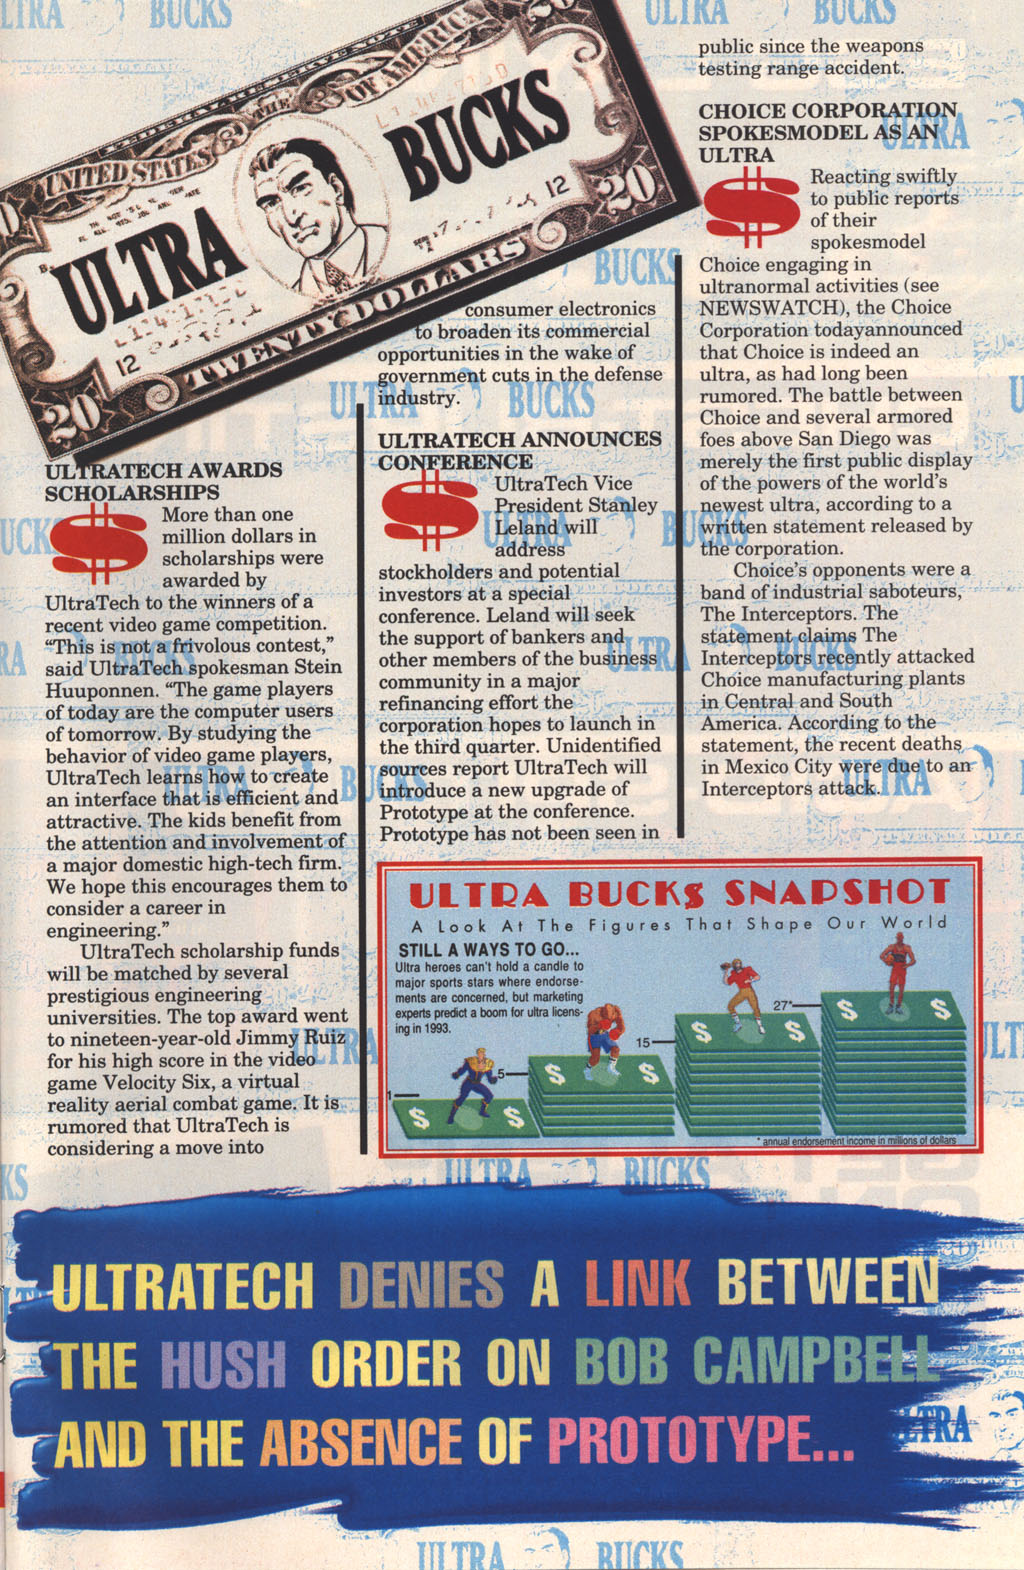 ULTRA BUCKS
ULTRA BUCKS
UNITED STATES
OF AMERICA
THE
ULTRA BUCKS
12
12
20
20
20
TWENTY DOLLARS
ULTRATECH AWARDS
SCHOLARSHIPS
$ More than one
million dollars in
scholarships were
awarded by
UltraTech to the winners of a
recent video game competition.
“This is not a frivolous contest,”
said UltraTech spokesman Stein
Huuponnen. “The game players
of today are the computer users
of tomorrow. By studying the
behavior of video game players,
UltraTech learns how to create
an interface that is efficient and
attractive. The kids benefit from
the attention and involvement of
a major domestic high-tech firm.
We hope this encourages them to
consider a career in
engineering.”
UltraTech scholarship funds
will be matched by several
prestigious engineering
universities. The top award went
to nineteen-year-old Jimmy Ruiz
for his high score in the video
game Velocity Six, a virtual
reality aerial combat game. It is
rumored that UltraTech is
considering a move into
consumer electronics
to broaden its commercial
opportunities in the wake of
government cuts in the defense
industry.
ULTRATECH ANNOUNCES
CONFERENCE
$ UltraTech Vice
President Stanley
Leland will
address
stockholders and potential
investors at a special
conference. Leland will seek
the support of bankers and
other members of the business
community in a major
refinancing effort the
corporation hopes to launch in
the third quarter. Unidentified
sources report UltraTech will
introduce a new upgrade of
Prototype at the conference.
Prototype has not been seen in
public since the weapons
testing range accident.
CHOICE CORPORATION
SPOKESMODEL AS AN
ULTRA
$ Reacting swiftly
to public reports
of their
spokesmodel
Choice engaging in
ultranormal activities (see
NEWSWATCH), the Choice
Corporation todayannounced
that Choice is indeed an
ultra, as had long been
rumored. The battle between
Choice and several armored
foes above San Diego was
merely the first public display
of the powers of the world's
newest ultra, according to a
written statement released by
the corporation.
Choice's opponents were a
band of industrial saboteurs,
The Interceptors. The
statement claims The
Interceptors recently attacked
Choice manufacturing plants
in Central and South
America. According to the
statement, the recent deaths
in Mexico City were due to an
Interceptors attack.
ULTRA BUCK$ SNAPSHOT
A Look At The Figures That Shape Our World
STILL A WAYS TO GO...
Ultra heroes can't hold a candle to
major sports stars where endorse-
ments are concerned, but marketing
experts predict a boom for ultra licens-
ing in 1993.
1
5
15
27*
* annual endorsement income in millions of dollars
ULTRATECH DENIES A LINK BETWEEN
THE HUSH ORDER ON BOB CAMPBELL
AND THE ABSENCE OF PROTOTYPE...
ULTRA BUCKS